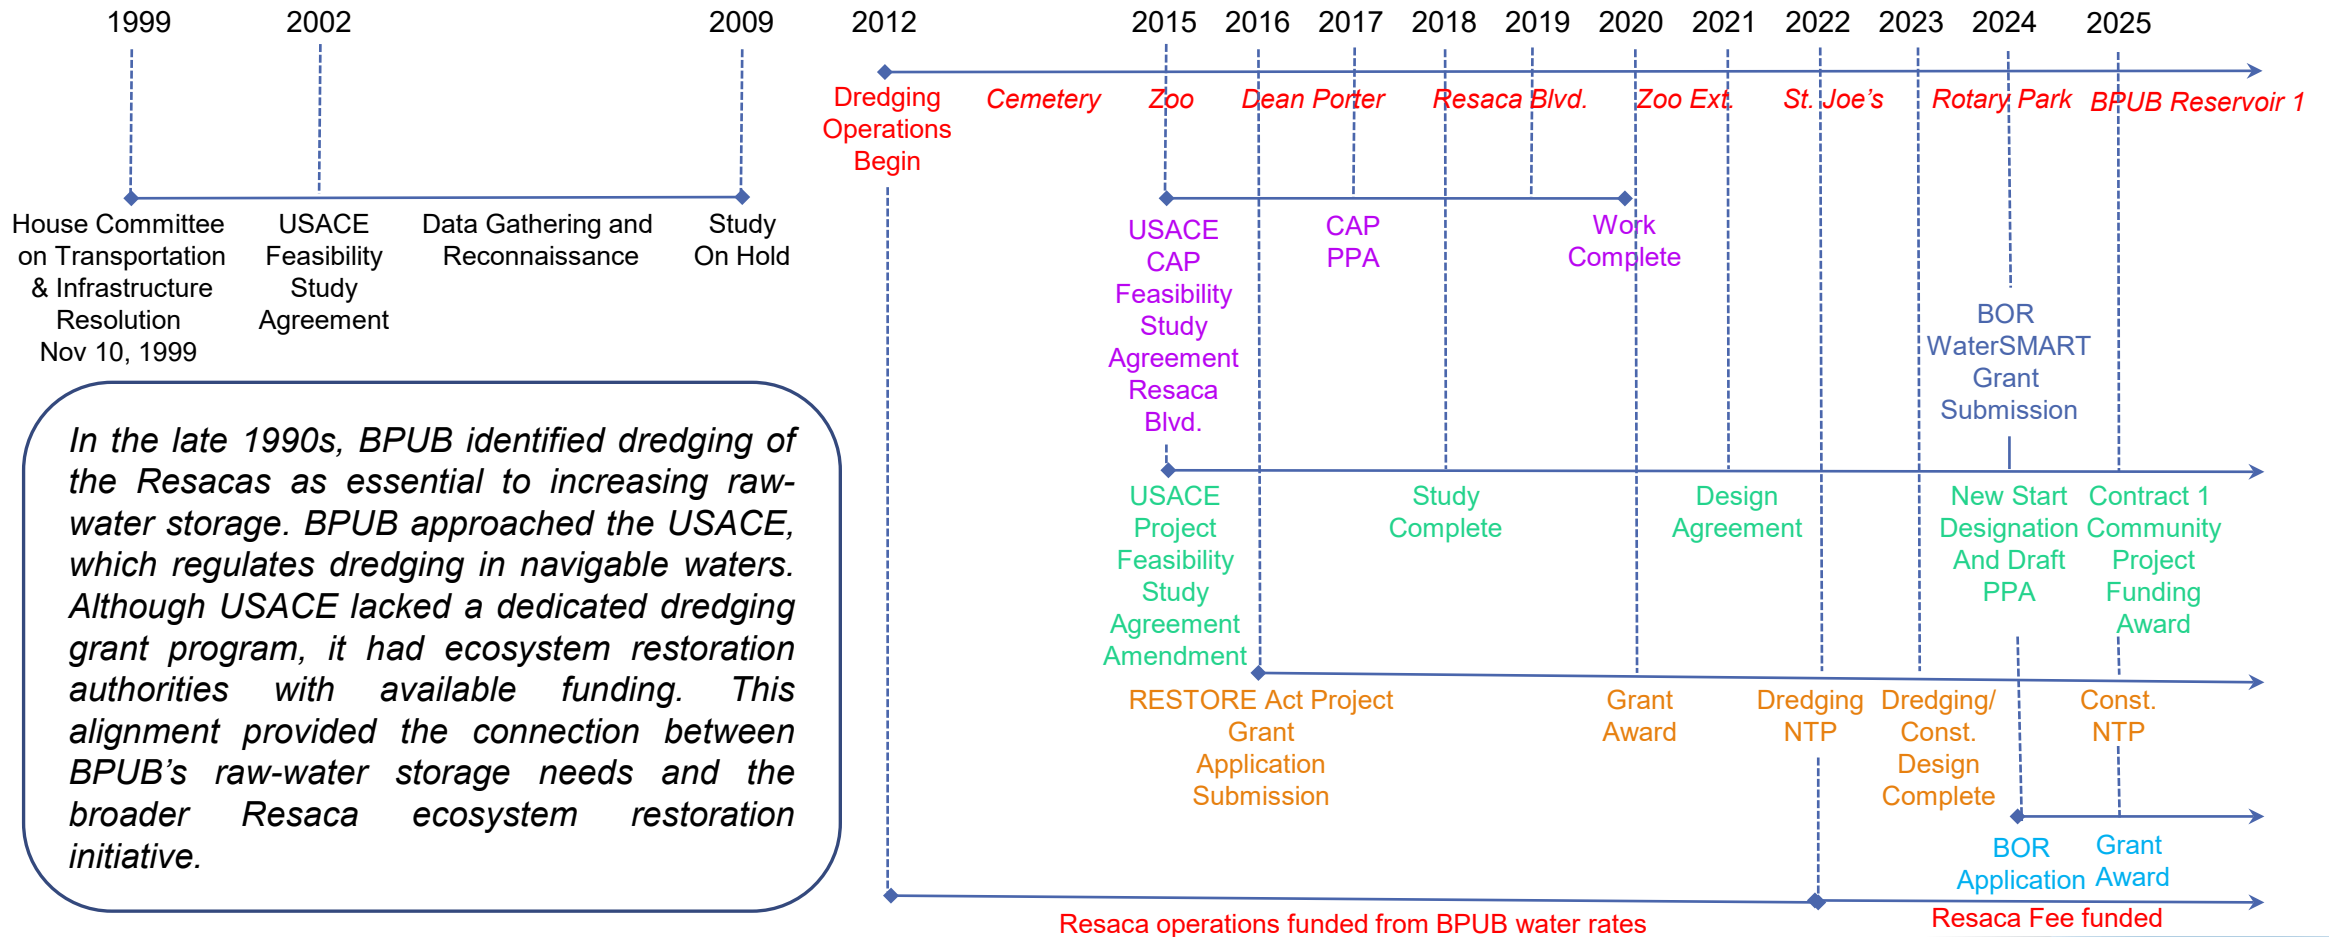 1999 2002 2009 2012 2015 2016 2017 2018 2019 2020 2021 2022 2023 2024 2025
Dredging
Operations
Begin
Cemetery Zoo Dean Porter Resaca Blvd. Zoo Ext. St. Joe's Rotary Park BPUB Reservoir 1
House Committee
on Transportation
& Infrastructure
Resolution
Nov 10, 1999
USACE
Feasibility
Study
Agreement
Data Gathering and
Reconnaissance
Study
On Hold
USACE
CAP
Feasibility
Study
Agreement
Resaca
Blvd.
CAP
PPA
Work
Complete
BOR
WaterSMART
Grant
Submission
In the late 1990s, BPUB identified dredging of
the Resacas as essential to increasing raw-
water storage. BPUB approached the USACE,
which regulates dredging in navigable waters.
Although USACE lacked a dedicated dredging
grant program, it had ecosystem restoration
authorities with available funding. This
alignment provided the connection between
BPUB's raw-water storage needs and the
broader Resaca ecosystem restoration
initiative.
USACE
Project
Feasibility
Study
Agreement
Amendment
Study
Complete
Design
Agreement
New Start
Designation
And Draft
PPA
Contract 1
Community
Project
Funding
Award
RESTORE Act Project
Grant
Application
Submission
Grant
Award
Dredging
NTP
Dredging/
Const.
Design
Complete
Const.
NTP
BOR
Application
Grant
Award
Resaca operations funded from BPUB water rates
Resaca Fee funded